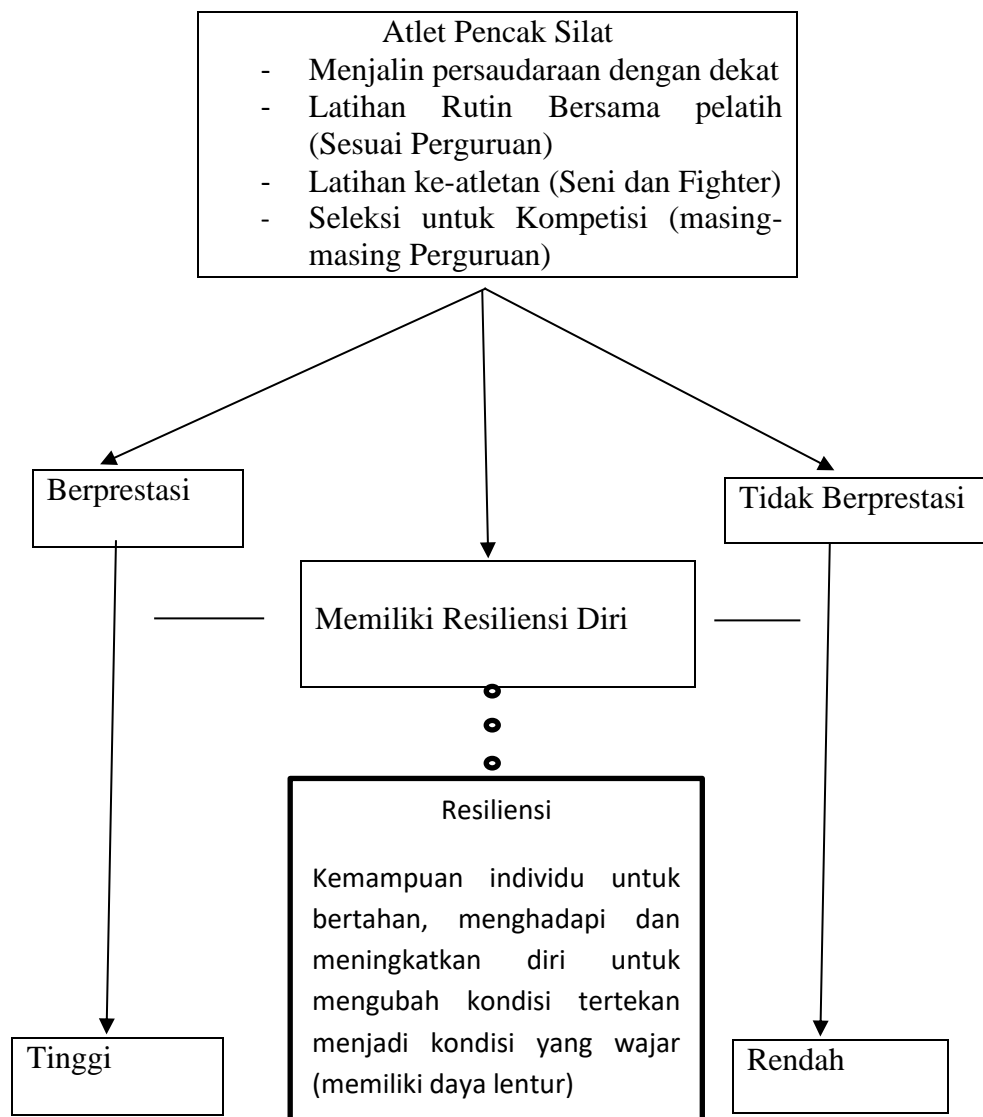 Atlet Pencak Silat
- Menjalin persaudaraan dengan dekat
- Latihan Rutin Bersama pelatih
(Sesuai Perguruan)
- Latihan ke-atletan (Seni dan Fighter)
- Seleksi untuk Kompetisi (masing-
masing Perguruan)
Berprestasi
Tidak Berprestasi
Memiliki Resiliensi Diri
Resiliensi
Kemampuan individu untuk
bertahan, menghadapi dan
meningkatkan diri untuk
mengubah kondisi tertekan
menjadi kondisi yang wajar
(memiliki daya lentur)
Tinggi
Rendah